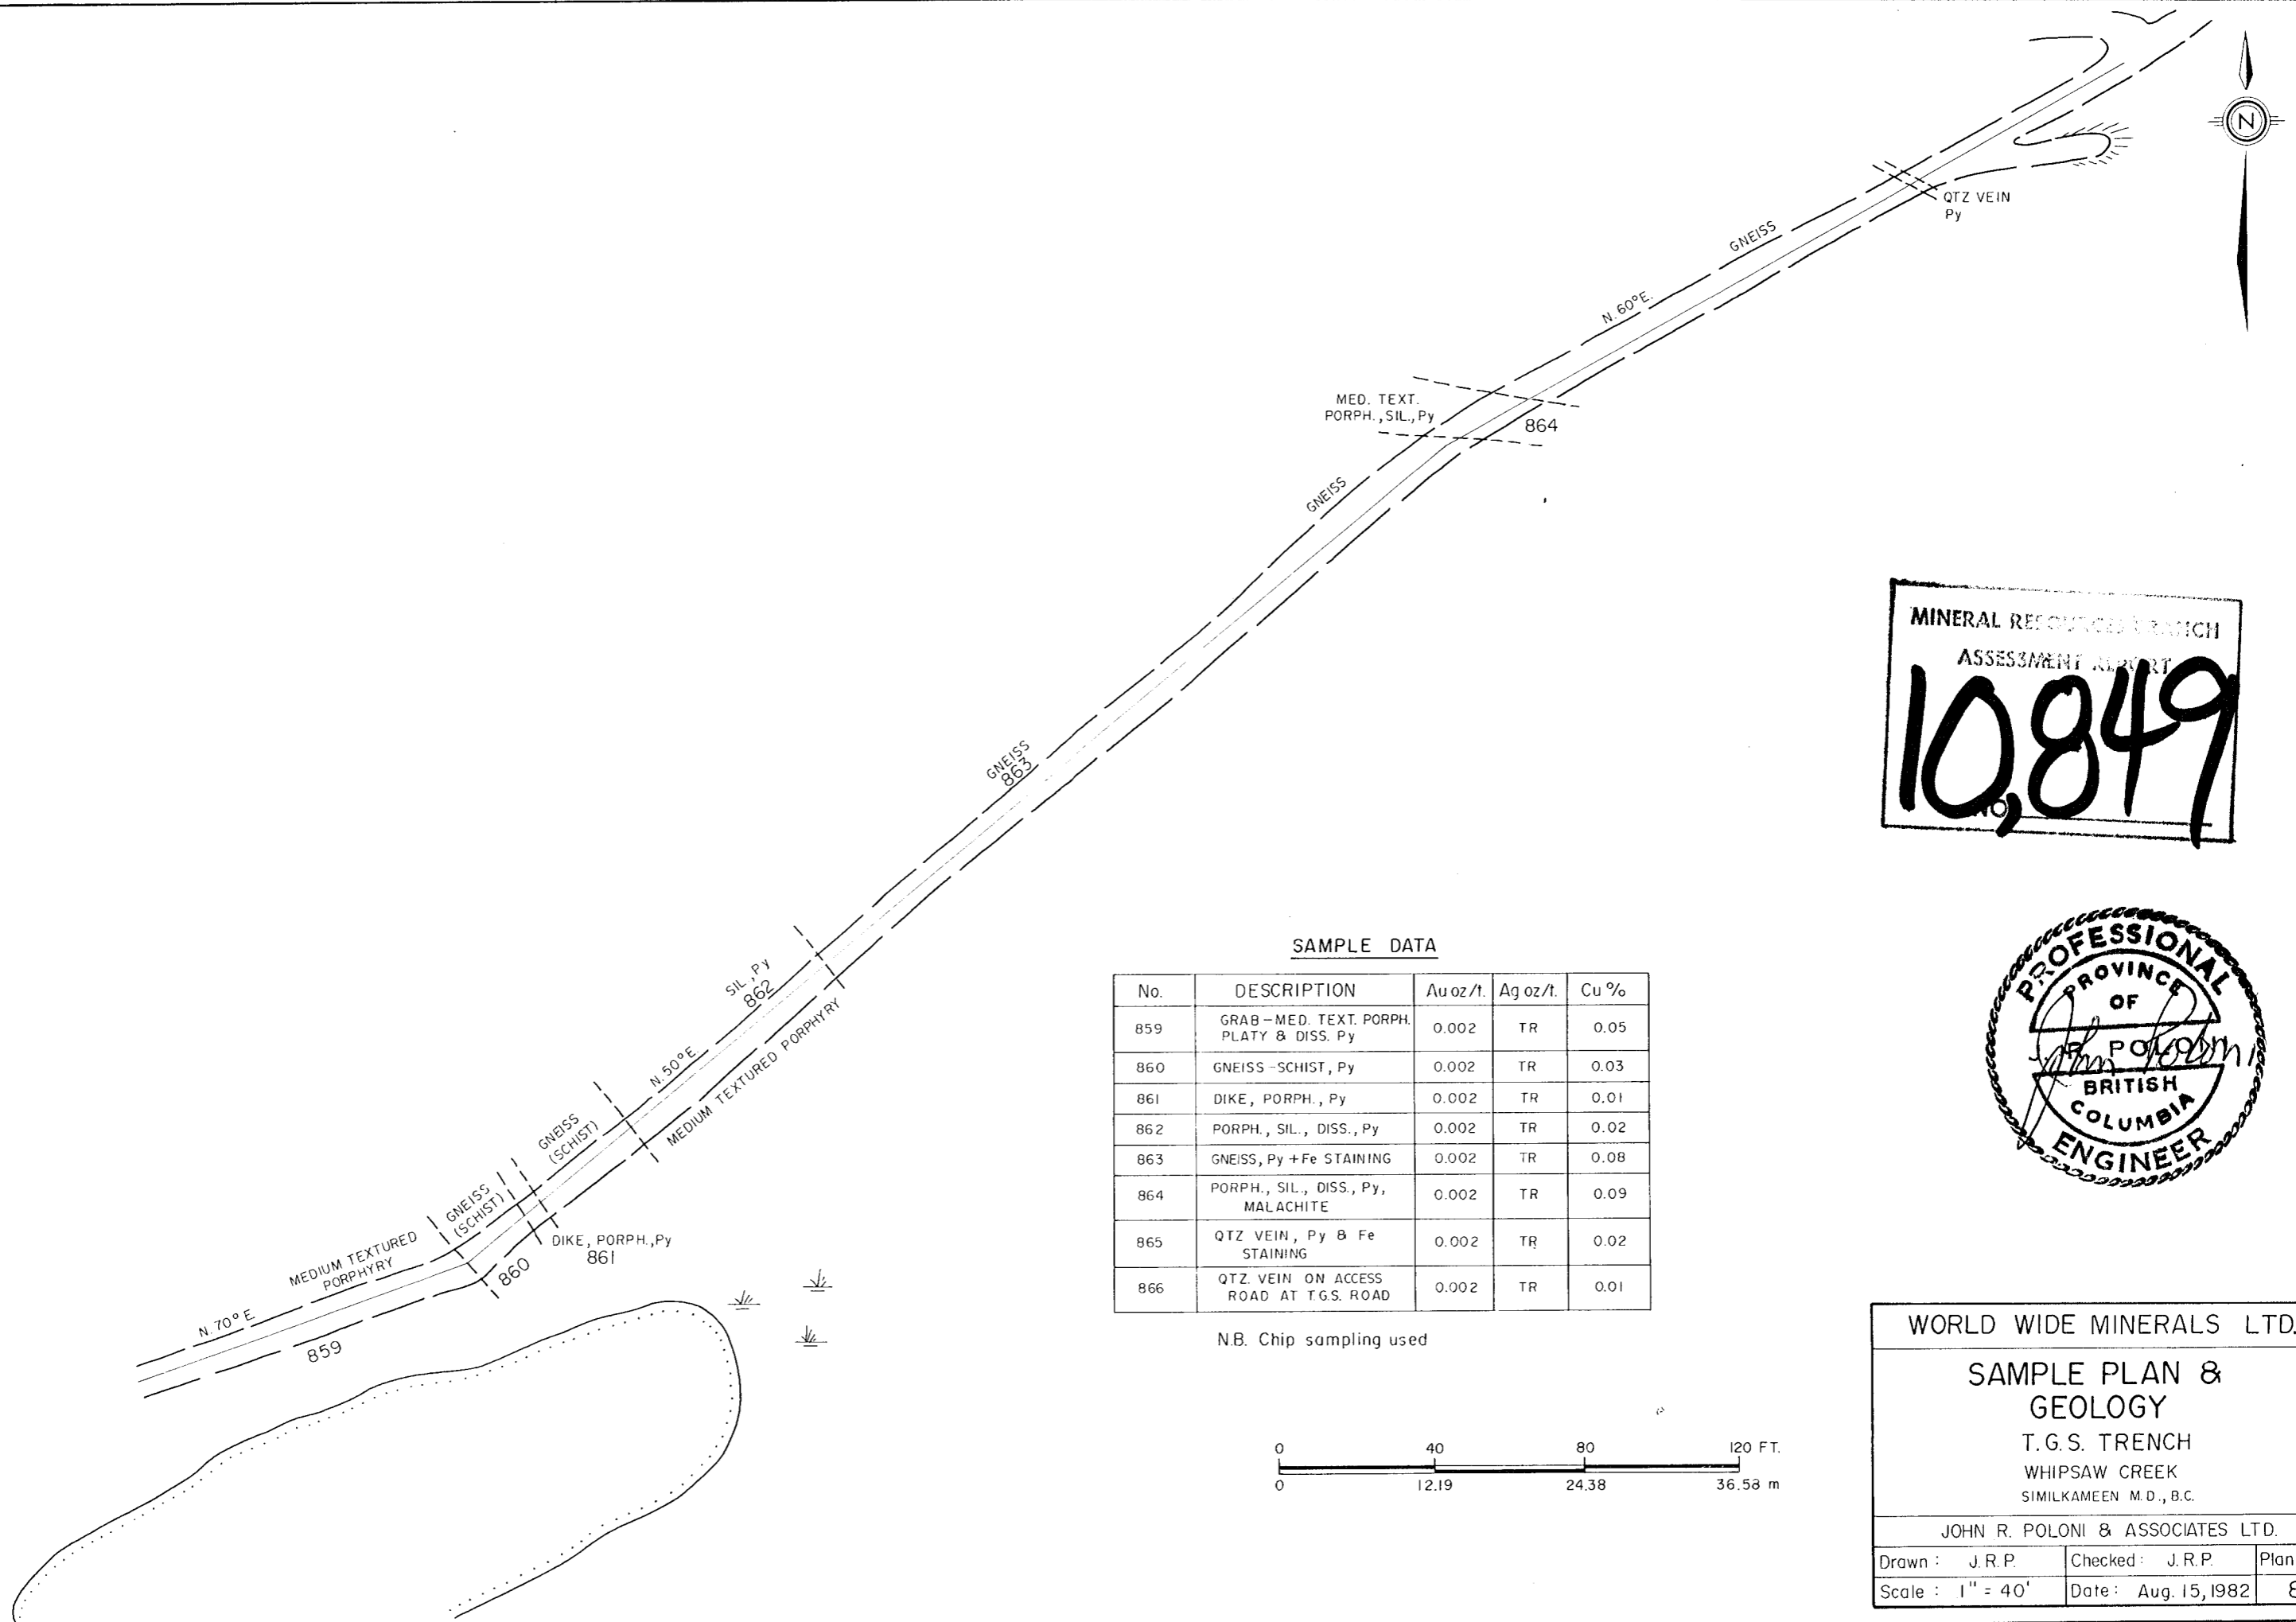 N
QTZ VEIN
Py
GNEISS
N. 60° E.
MED. TEXT.
PORPH., SIL., Py
864
GNEISS
GNEISS
863
SIL., Py
862
N. 50° E.
MEDIUM TEXTURED PORPHYRY
GNEISS
(SCHIST)
GNEISS
(SCHIST)
DIKE, PORPH., Py
861
860
MEDIUM TEXTURED
PORPHYRY
N. 70° E.
859
MINERAL RESOURCES BRANCH
ASSESSMENT REPORT
10,849
NO
PROFESSIONAL
PROVINCE
OF
J. R. POLONI
John Poloni
BRITISH
COLUMBIA
ENGINEER
SAMPLE DATA
No. DESCRIPTION Au oz/t. Ag oz/t. Cu %
859 GRAB-MED. TEXT. PORPH. PLATY & DISS. Py 0.002 TR 0.05
860 GNEISS-SCHIST, Py 0.002 TR 0.03
861 DIKE, PORPH., Py 0.002 TR 0.01
862 PORPH., SIL., DISS., Py 0.002 TR 0.02
863 GNEISS, Py + Fe STAINING 0.002 TR 0.08
864 PORPH., SIL., DISS., Py, MALACHITE 0.002 TR 0.09
865 QTZ VEIN, Py & Fe STAINING 0.002 TR 0.02
866 QTZ. VEIN ON ACCESS ROAD AT T.G.S. ROAD 0.002 TR 0.01
N.B. Chip sampling used
0 40 80 120 FT.
0 12.19 24.38 36.58 m
WORLD WIDE MINERALS LTD.
SAMPLE PLAN &
GEOLOGY
T.G.S. TRENCH
WHIPSAW CREEK
SIMILKAMEEN M.D., B.C.
JOHN R. POLONI & ASSOCIATES LTD.
Drawn : J.R.P. Checked : J.R.P. Plan
Scale : 1" = 40' Date : Aug. 15, 1982 8